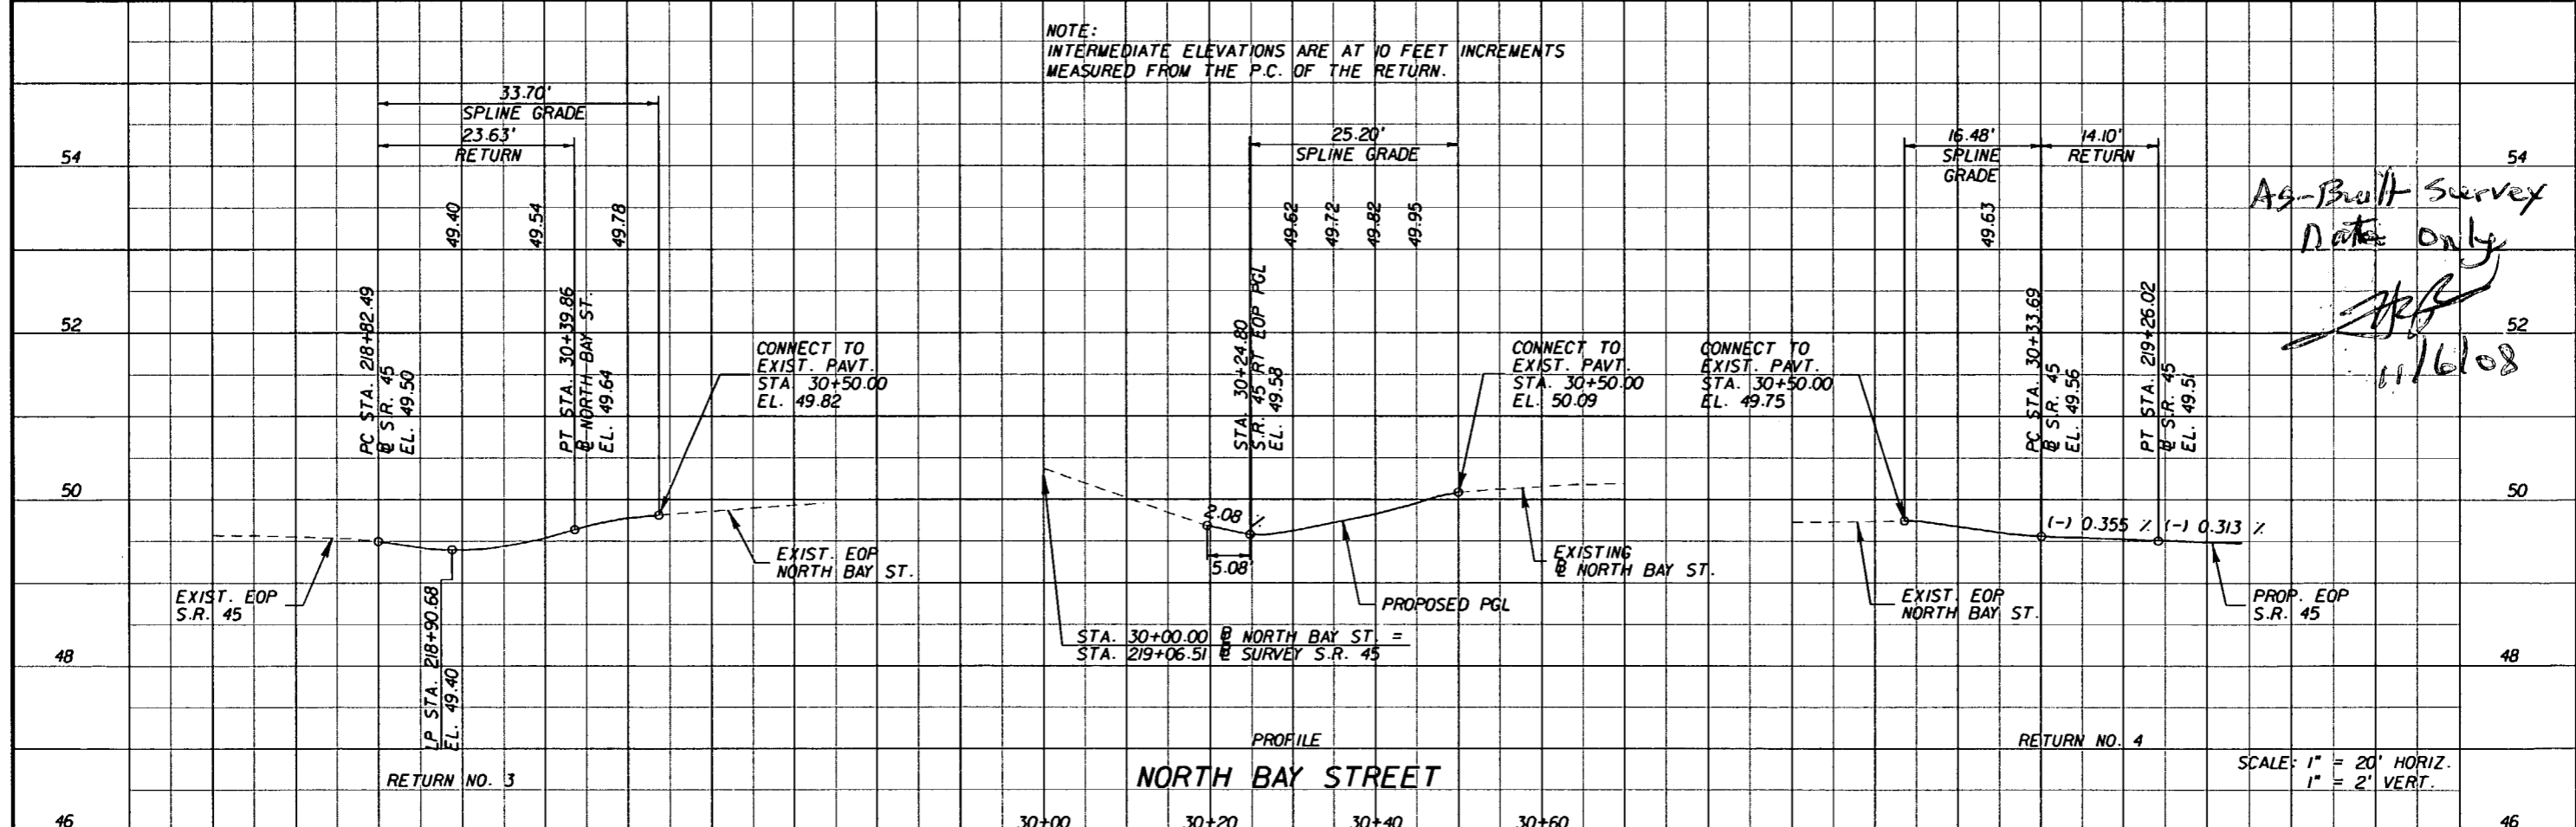 NOTE:
INTERMEDIATE ELEVATIONS ARE AT 10 FEET INCREMENTS
MEASURED FROM THE P.C. OF THE RETURN.
33.70'
SPLINE GRADE
23.63'
RETURN
25.20'
SPLINE GRADE
16.48'
SPLINE
GRADE
14.10'
RETURN
54
54
As-Built Survey
Data Only
11/6/08
49.40
49.54
49.78
49.62
49.72
49.82
49.95
49.63
52
52
PC STA. 218+82.49
℄ S.R. 45
EL. 49.50
PT STA. 30+39.86
℄ NORTH BAY ST.
EL. 49.64
CONNECT TO
EXIST. PAVT.
STA. 30+50.00
EL. 49.82
STA. 30+24.80
S.R. 45 RT EOP PGL
EL. 49.58
CONNECT TO
EXIST. PAVT.
STA. 30+50.00
EL. 50.09
CONNECT TO
EXIST. PAVT.
STA. 30+50.00
EL. 49.75
PC STA. 30+33.69
℄ S.R. 45
EL. 49.56
PT STA. 219+26.02
℄ S.R. 45
EL. 49.51
50
50
2.08 %
5.08'
(-) 0.355 %
(-) 0.313 %
EXIST. EOP
S.R. 45
LP STA. 218+90.68
EL. 49.40
EXIST. EOP
NORTH BAY ST.
PROPOSED PGL
EXISTING
℄ NORTH BAY ST.
EXIST. EOP
NORTH BAY ST.
PROP. EOP
S.R. 45
STA. 30+00.00 ℄ NORTH BAY ST. =
STA. 219+06.51 ℄ SURVEY S.R. 45
48
48
RETURN NO. 3
PROFILE
NORTH BAY STREET
RETURN NO. 4
SCALE: 1" = 20' HORIZ.
1" = 2' VERT.
46
30+00
30+20
30+40
30+60
46